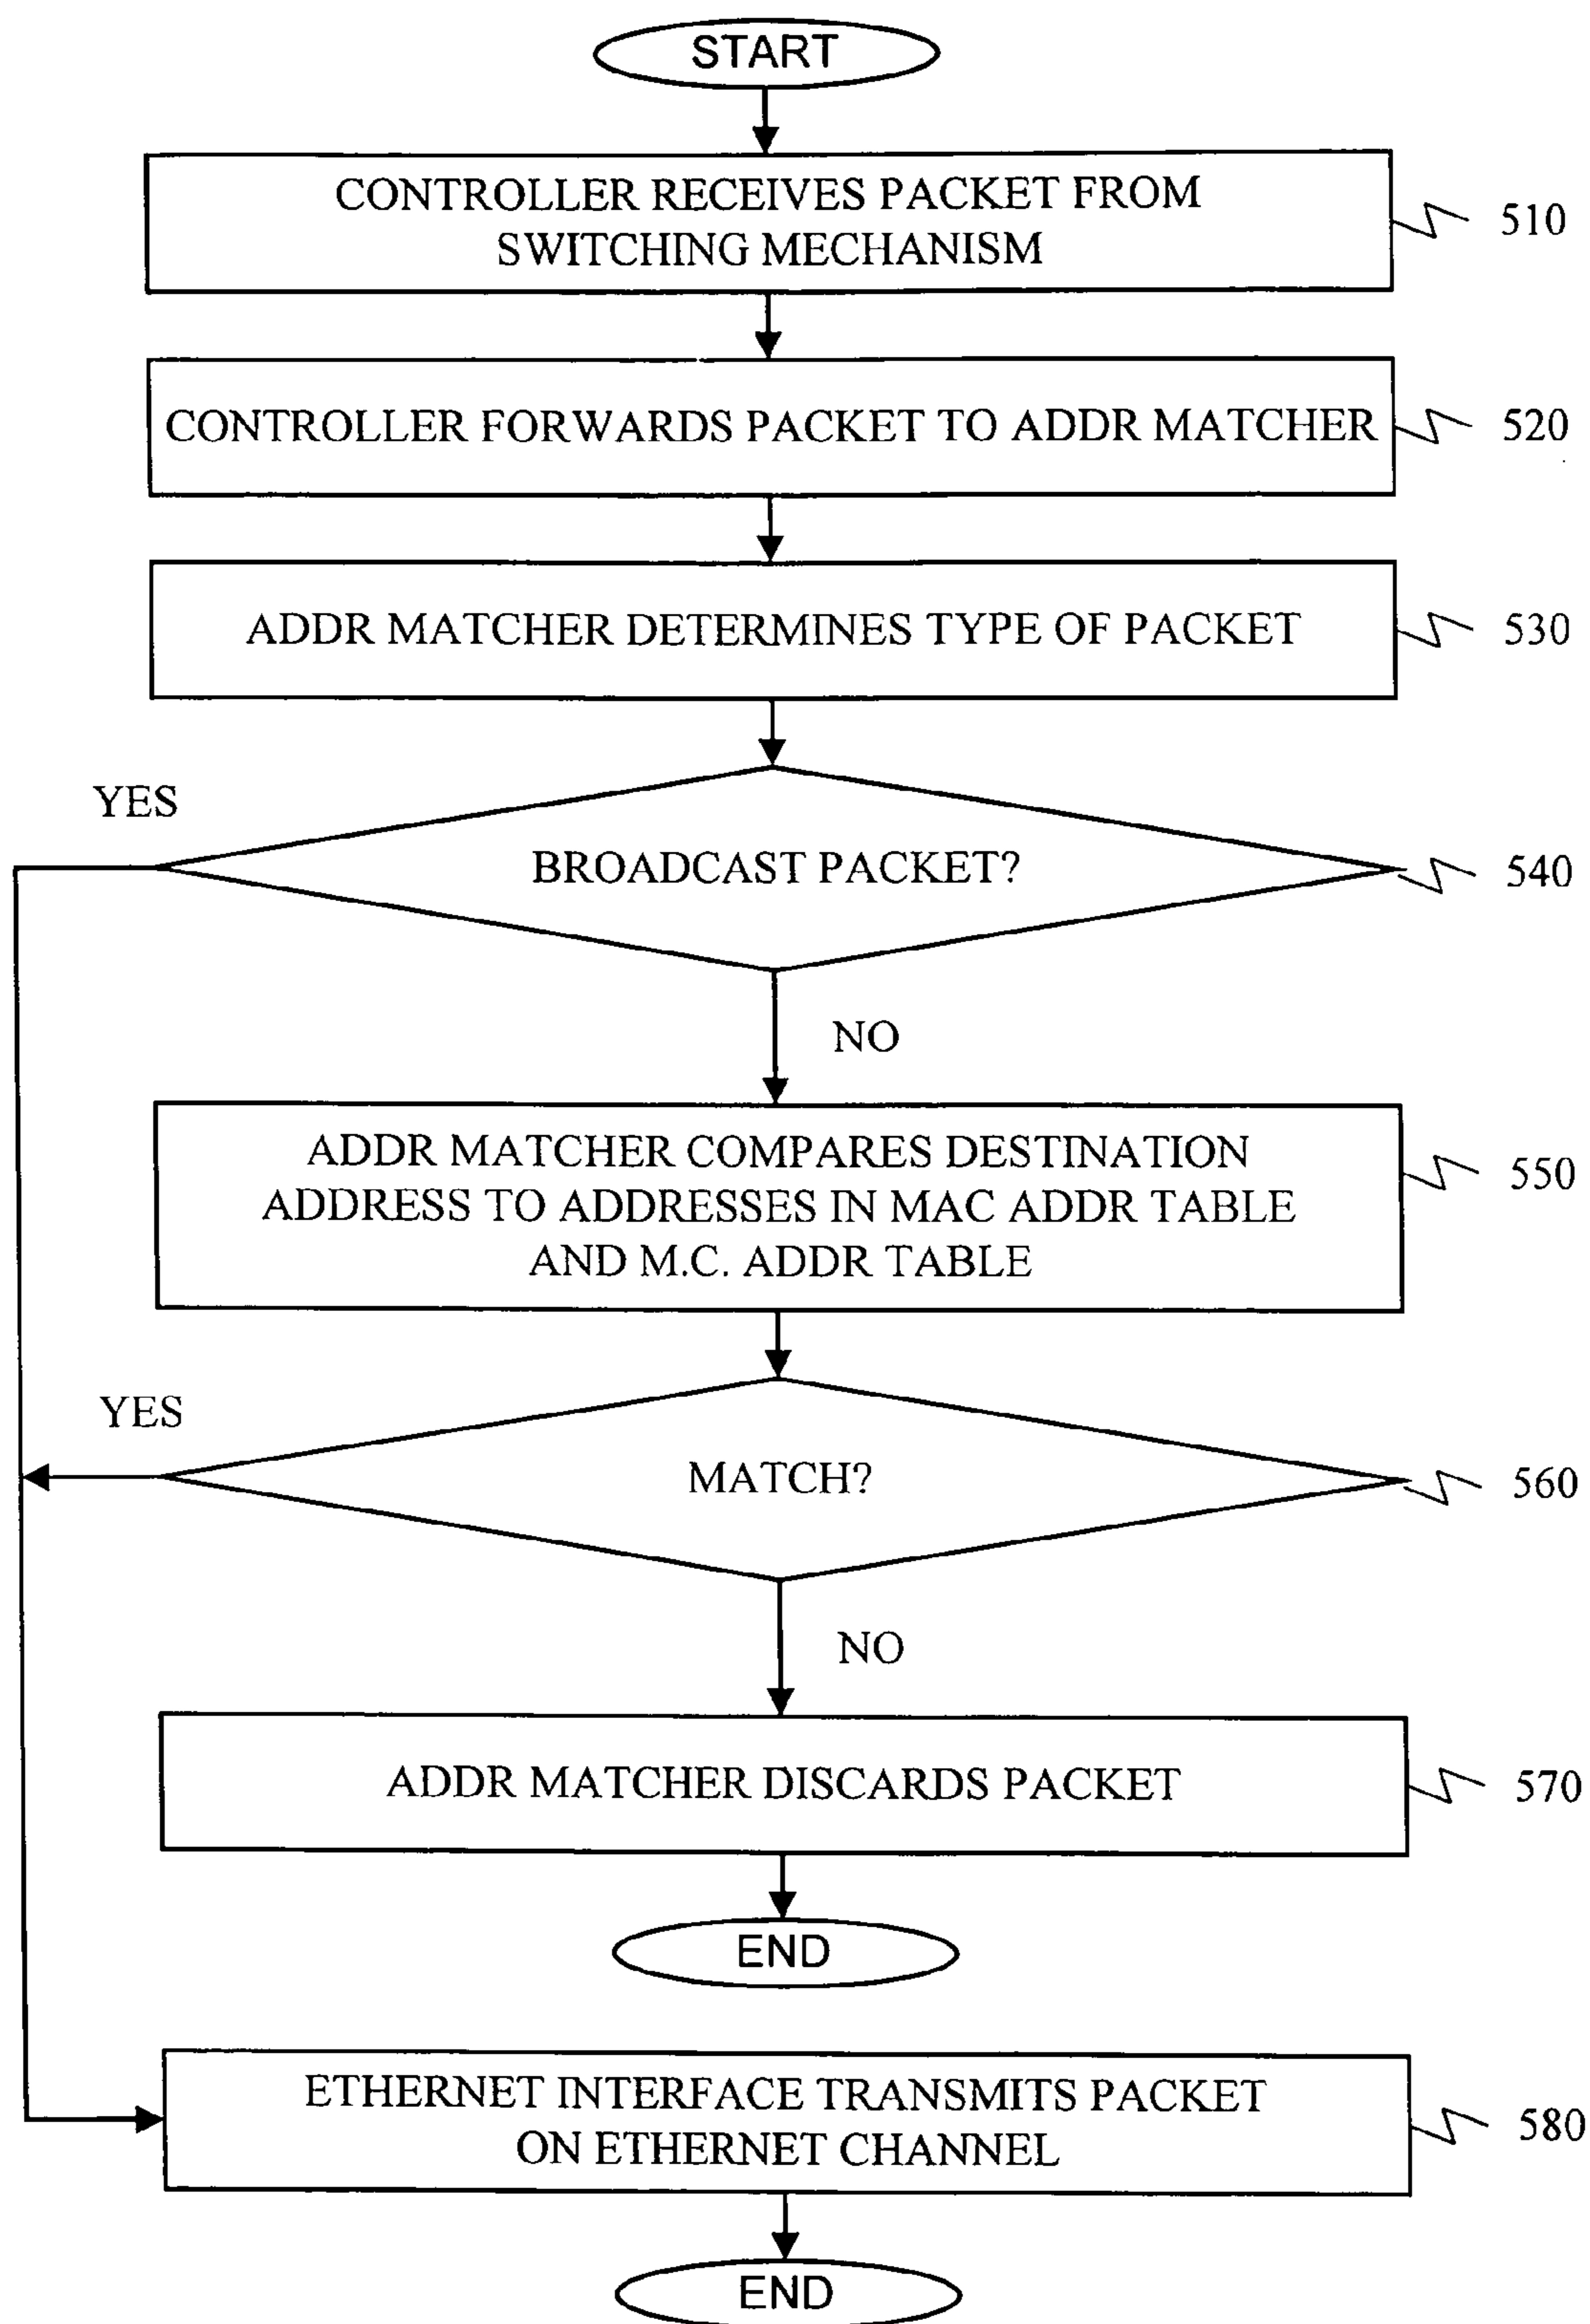 START
CONTROLLER RECEIVES PACKET FROM
SWITCHING MECHANISM
510
CONTROLLER FORWARDS PACKET TO ADDR MATCHER
520
ADDR MATCHER DETERMINES TYPE OF PACKET
530
YES
BROADCAST PACKET?
540
NO
ADDR MATCHER COMPARES DESTINATION
ADDRESS TO ADDRESSES IN MAC ADDR TABLE
AND M.C. ADDR TABLE
550
YES
MATCH?
560
NO
ADDR MATCHER DISCARDS PACKET
570
END
ETHERNET INTERFACE TRANSMITS PACKET
ON ETHERNET CHANNEL
580
END